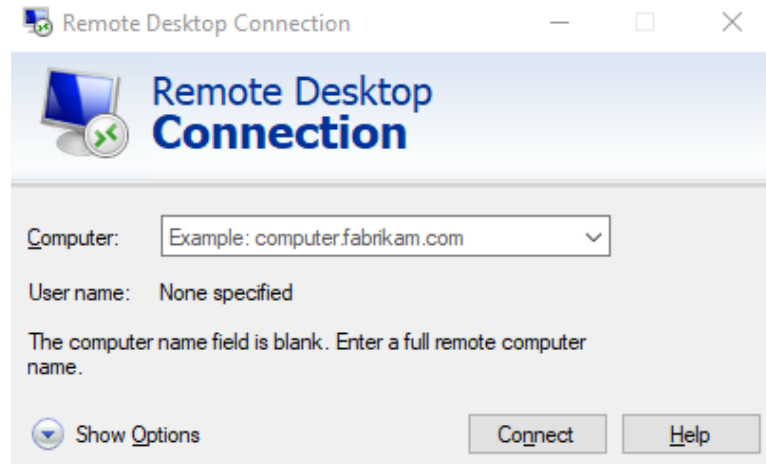 Remote Desktop Connection
Remote Desktop
Connection
Computer: Example: computer.fabrikam.com
User name: None specified
The computer name field is blank. Enter a full remote computer
name.
Show Options Connect Help